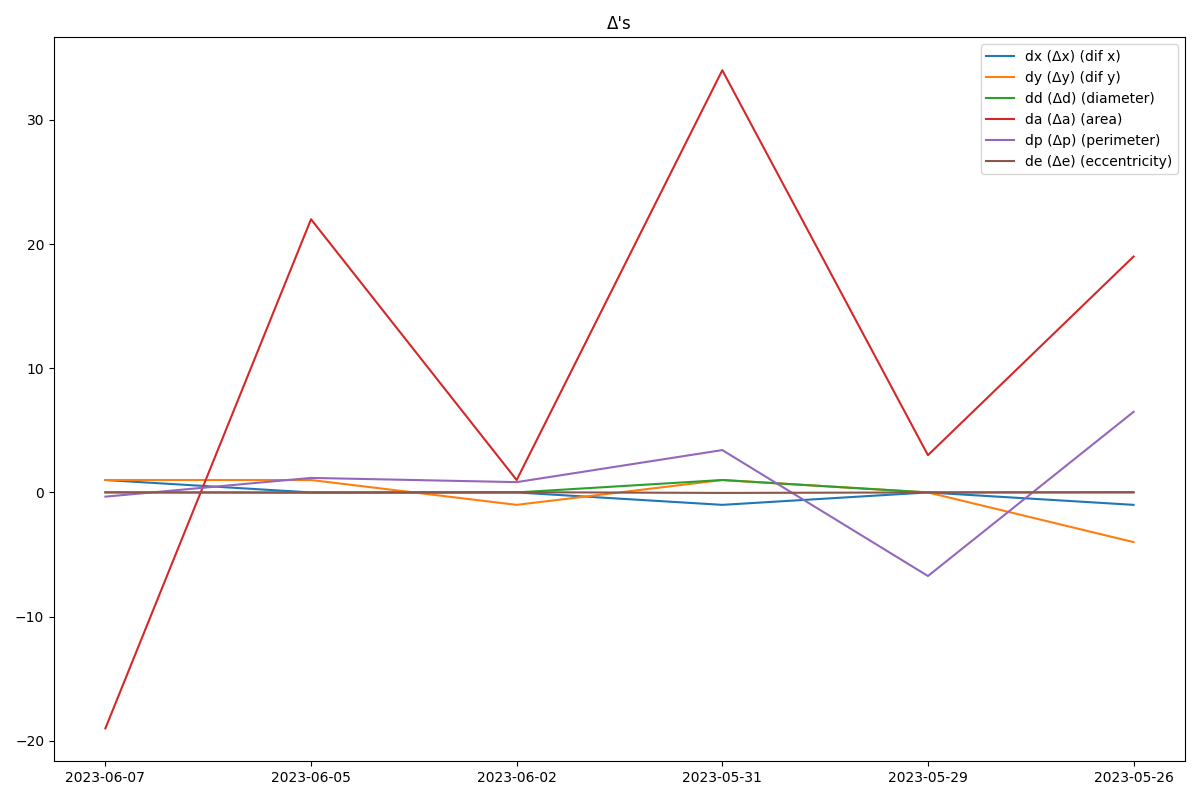 Δ's
dx (Δx) (dif x)
dy (Δy) (dif y)
dd (Δd) (diameter)
da (Δa) (area)
dp (Δp) (perimeter)
de (Δe) (eccentricity)
30
20
10
0
−10
−20
2023-06-07 2023-06-05 2023-06-02 2023-05-31 2023-05-29 2023-05-26